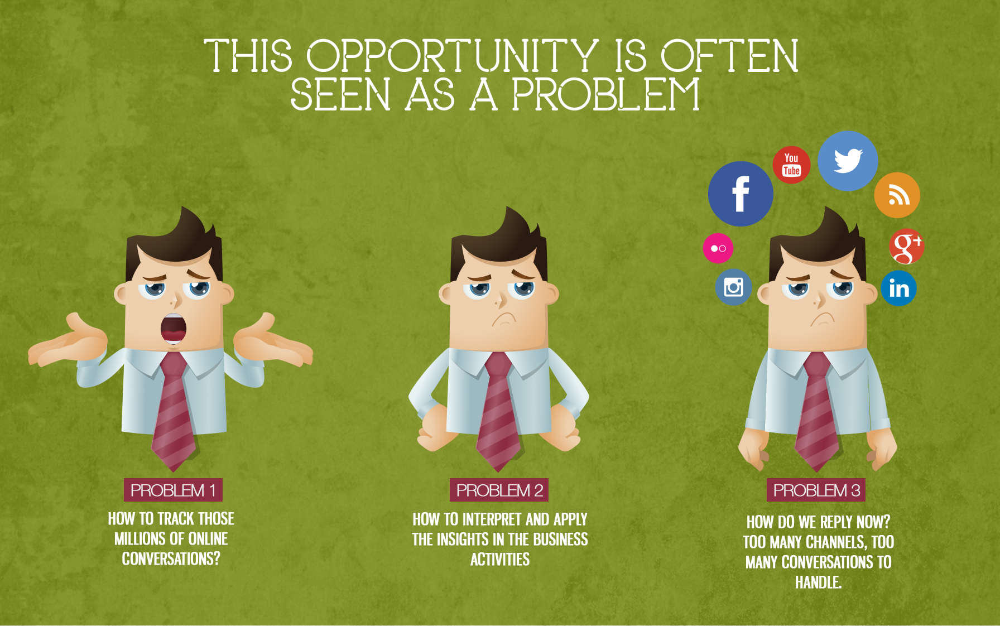 THIS OPPORTUNITY IS OFTEN
SEEN AS A PROBLEM
You
Tube
f
g+
in
PROBLEM 1
HOW TO TRACK THOSE
MILLIONS OF ONLINE
CONVERSATIONS?
PROBLEM 2
HOW TO INTERPRET AND APPLY
THE INSIGHTS IN THE BUSINESS
ACTIVITIES
PROBLEM 3
HOW DO WE REPLY NOW?
TOO MANY CHANNELS, TOO
MANY CONVERSATIONS TO
HANDLE.